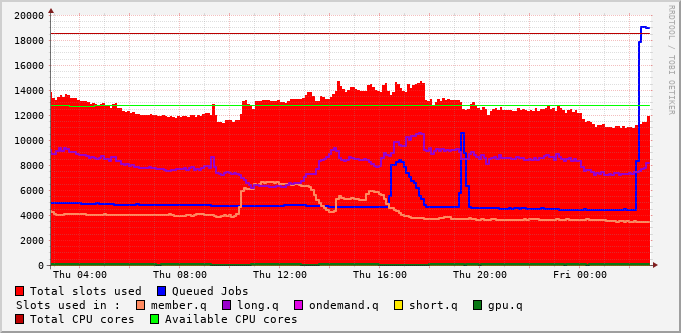 20000
18000
16000
14000
12000
10000
8000
6000
4000
2000
0
Thu 04:00 Thu 08:00 Thu 12:00 Thu 16:00 Thu 20:00 Fri 00:00
Total slots used Queued Jobs
Slots used in : member.q long.q ondemand.q short.q gpu.q
Total CPU cores Available CPU cores
RRDTOOL / TOBI OETIKER